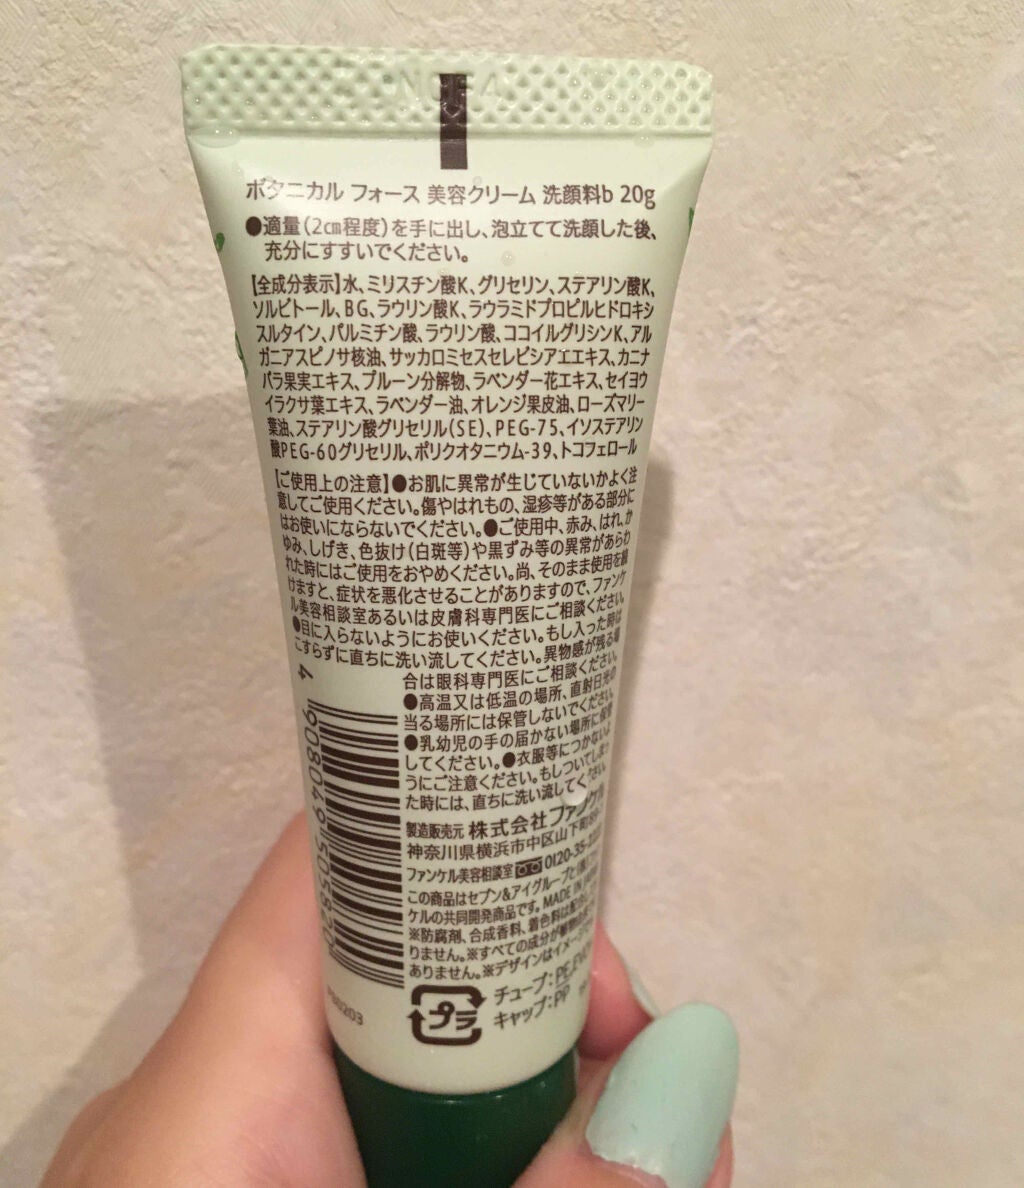 ボタニカル フォース 美容クリーム 洗顔料b 20g
●適量(2cm程度)を手に出し、泡立てて洗顔した後、
充分にすすいでください。
【全成分表示】水、ミリスチン酸K、グリセリン、ステアリン酸K、
ソルビトール、BG、ラウリン酸K、ラウラミドプロピルヒドロキシ
スルタイン、パルミチン酸、ラウリン酸、ココイルグリシンK、アル
ガニアスピノサ核油、サッカロミセスセレビシアエエキス、カニナ
バラ果実エキス、プルーン分解物、ラベンダー花エキス、セイヨウ
イラクサ葉エキス、ラベンダー油、オレンジ果皮油、ローズマリー
葉油、ステアリン酸グリセリル(SE)、PEG-75、イソステアリン
酸PEG-60グリセリル、ポリクオタニウム-39、トコフェロール
【ご使用上の注意】●お肌に異常が生じていないかよく注
意してご使用ください。傷やはれもの、湿疹等がある部分に
はお使いにならないでください。●ご使用中、赤み、はれ、か
ゆみ、しげき、色抜け(白斑等)や黒ずみ等の異常があらわ
れた時にはご使用をおやめください。尚、そのまま使用を続
けますと、症状を悪化させることがありますので、ファンケ
ル美容相談室あるいは皮膚科専門医にご相談ください。
●目に入らないようにお使いください。もし入った時は
こすらずに直ちに洗い流してください。異物感が残る場
合は眼科専門医にご相談ください。
●高温又は低温の場所、直射日光の
当る場所には保管しないでください。
●乳幼児の手の届かない場所に保管
してください。●衣服等につかないよ
うにご注意ください。もしついてしまっ
た時には、直ちに洗い流してください。
製造販売元 株式会社ファンケル
神奈川県横浜市中区山下町
ファンケル美容相談室 0120-35-
この商品はセブン&アイグループと
ケルの共同開発商品です。MADE IN
※防腐剤、合成香料、着色料は
りません。※すべての成分が
ありません。※デザインはイメージ
プラ
チューブ:PE,
キャップ:PP
4 908049